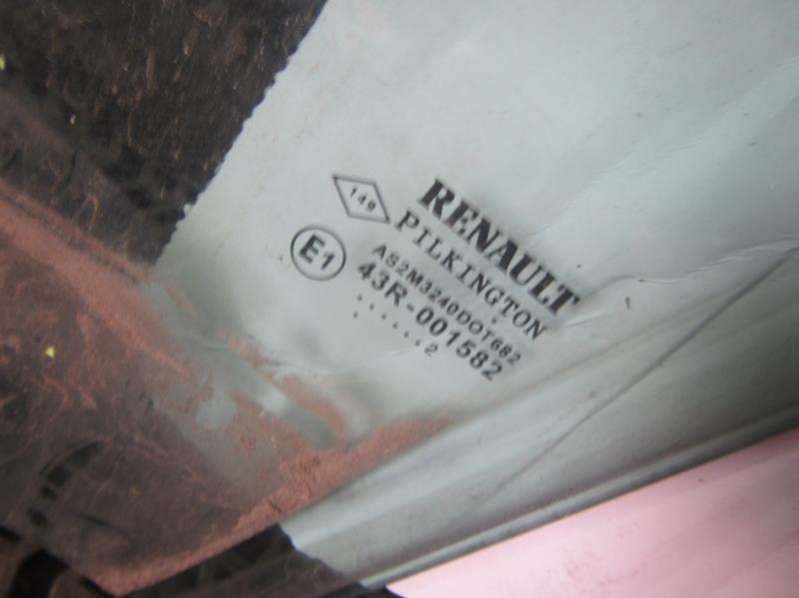 RENAULT
149
PILKINGTON
E1
AS2M3240DOT682
43R-001582
. . . . . . 2